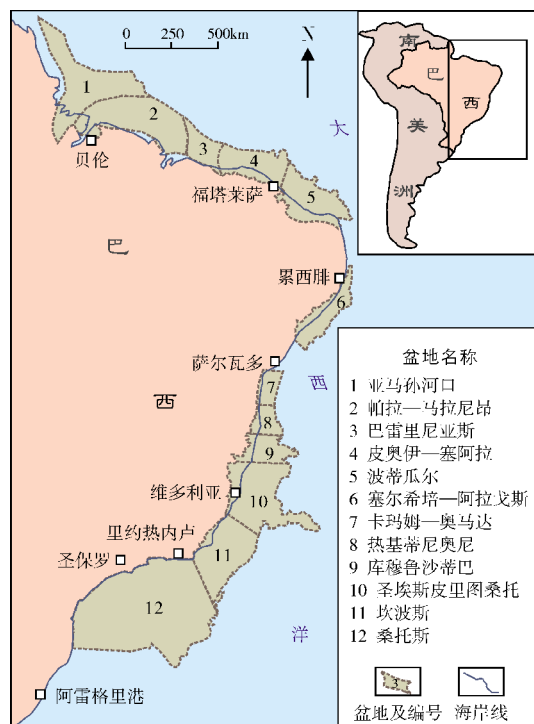 0 250 500km
N
南
巴
西
美
洲
大
西
洋
1
2
3
4
5
6
7
8
9
10
11
12
贝伦
福塔莱萨
累西腓
巴
西
萨尔瓦多
维多利亚
里约热内卢
圣保罗
阿雷格里港
盆地名称
1 亚马孙河口
2 帕拉—马拉尼昂
3 巴雷里尼亚斯
4 皮奥伊—塞阿拉
5 波蒂瓜尔
6 塞尔希培—阿拉戈斯
7 卡玛姆—奥马达
8 热基蒂尼奥尼
9 库穆鲁沙蒂巴
10 圣埃斯皮里图桑托
11 坎波斯
12 桑托斯
3
盆地及编号 海岸线